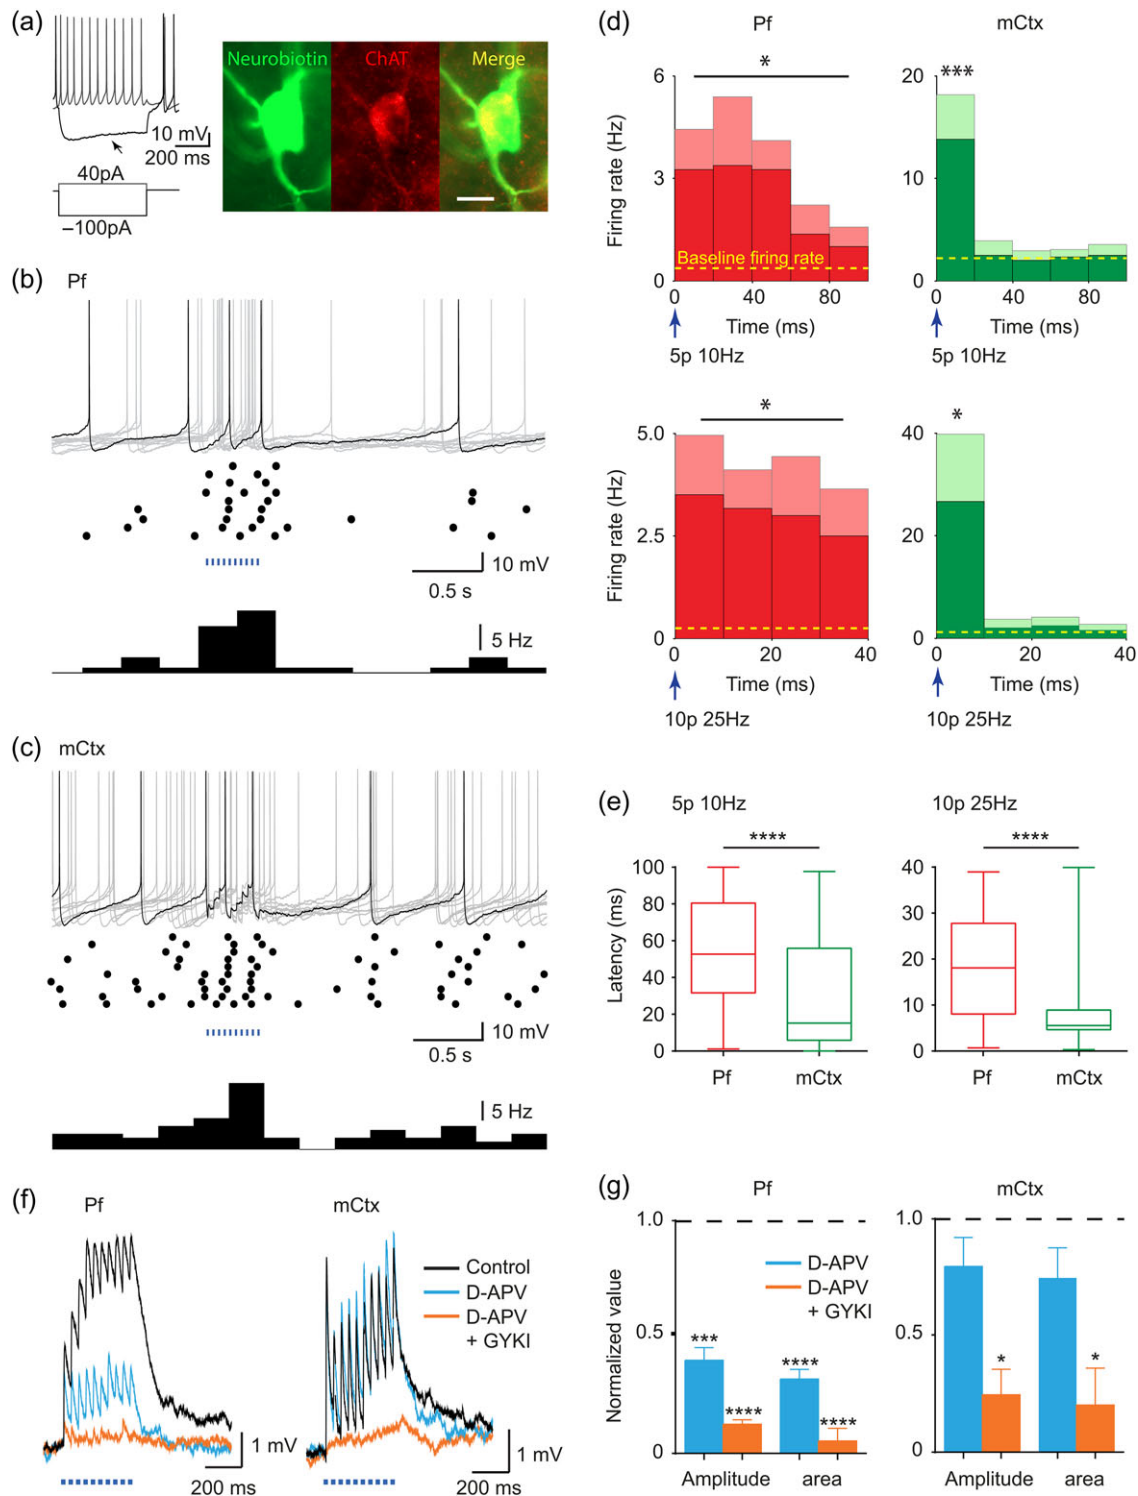 (a)
Neurobiotin
ChAT
Merge
10 mV
200 ms
40pA
–100pA
(b)
Pf
10 mV
0.5 s
5 Hz
(c)
mCtx
10 mV
0.5 s
5 Hz
(d)
Pf
mCtx
*
***
6
3
0
Firing rate (Hz)
Baseline firing rate
20
10
0
0
40
80
0
40
80
Time (ms)
Time (ms)
5p 10Hz
5p 10Hz
*
*
5.0
2.5
0
Firing rate (Hz)
40
20
0
0
20
40
0
20
40
Time (ms)
Time (ms)
10p 25Hz
10p 25Hz
(e)
5p 10Hz
10p 25Hz
****
****
100
80
60
40
20
0
Latency (ms)
40
30
20
10
0
Pf
mCtx
Pf
mCtx
(f)
Pf
mCtx
Control
D-APV
D-APV
+ GYKI
1 mV
200 ms
1 mV
200 ms
(g)
Pf
mCtx
1.0
0.5
0
Normalized value
D-APV
D-APV
+ GYKI
***
****
****
****
Amplitude
area
1.0
0.5
0
*
*
Amplitude
area